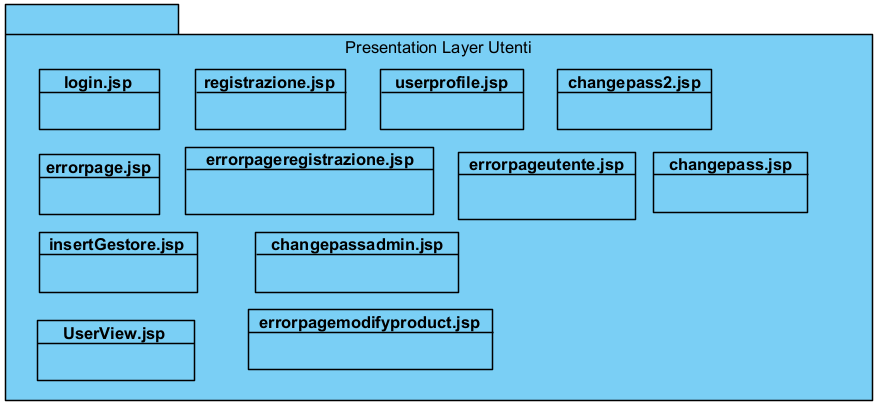 Presentation Layer Utenti
login.jsp
registrazione.jsp
userprofile.jsp
changepass2.jsp
errorpage.jsp
errorpageregistrazione.jsp
errorpageutente.jsp
changepass.jsp
insertGestore.jsp
changepassadmin.jsp
UserView.jsp
errorpagemodifyproduct.jsp